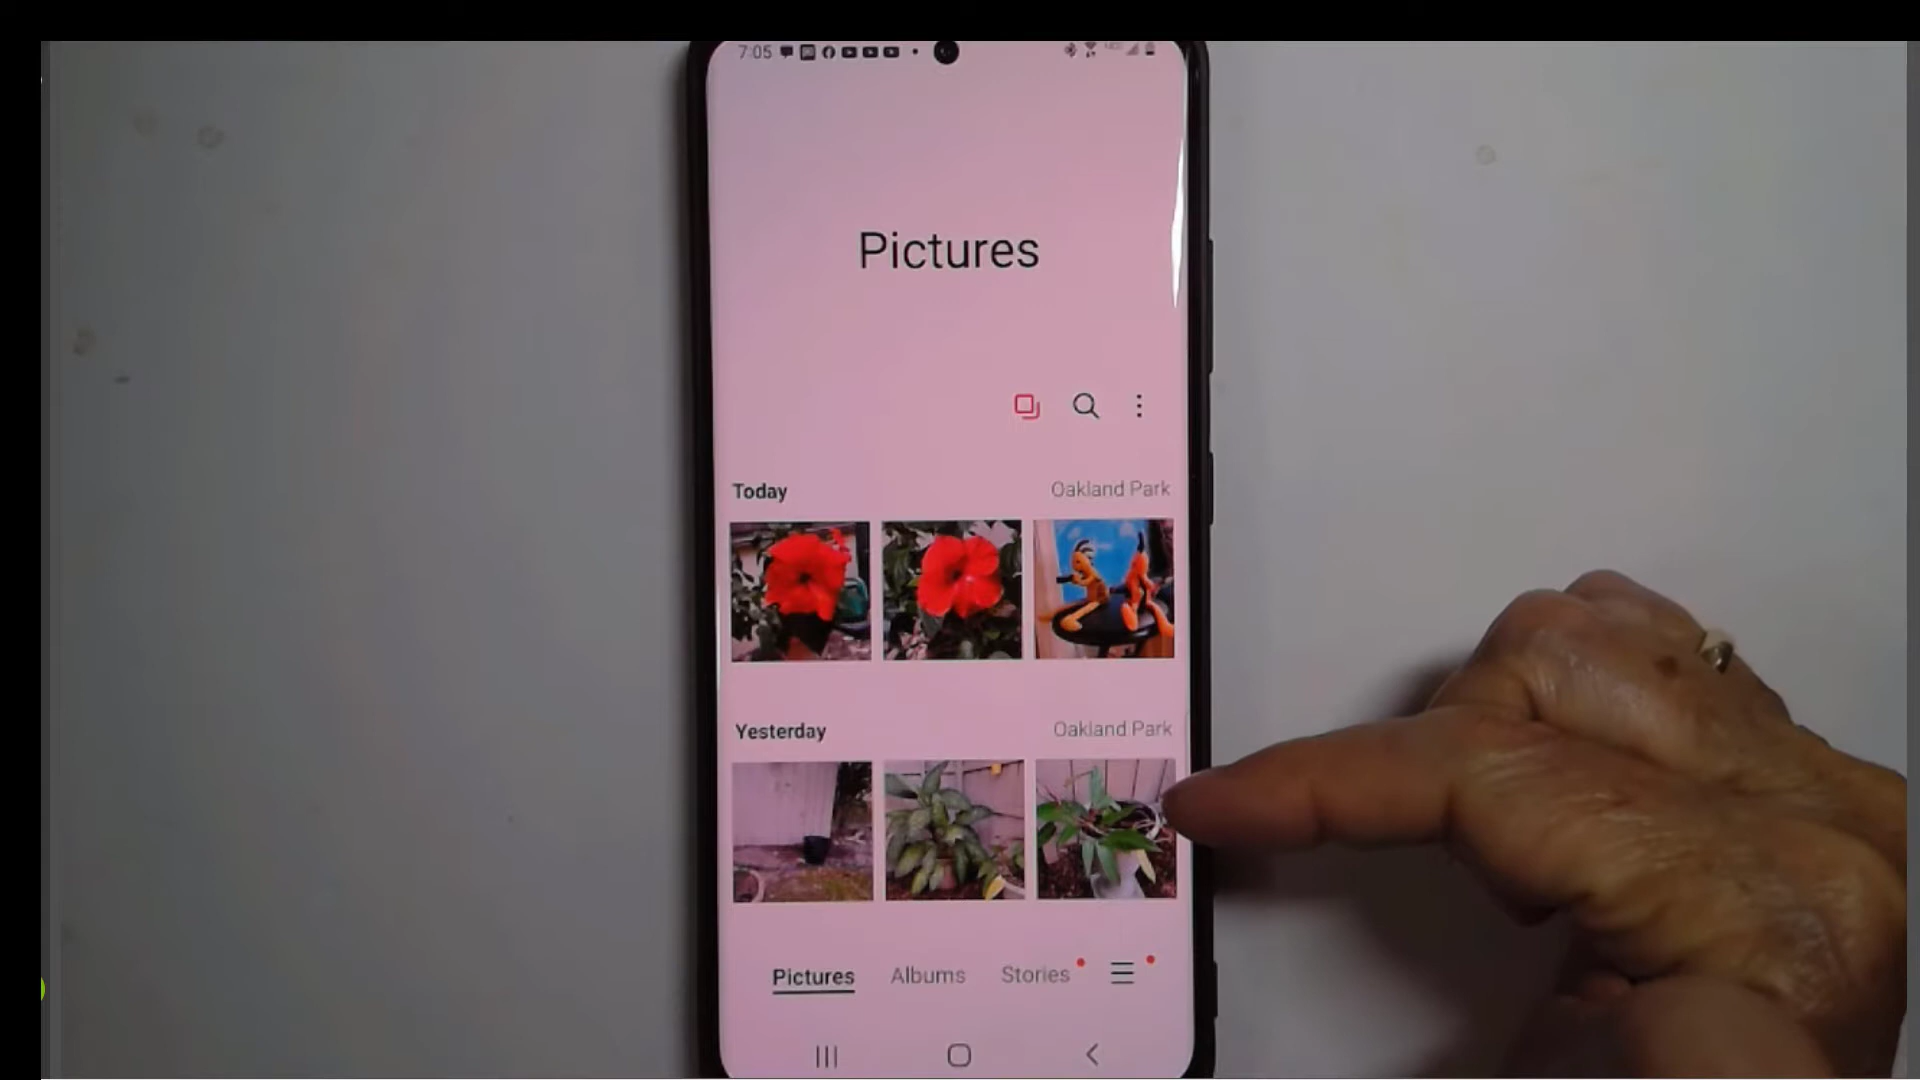 7:05
Pictures
Today Oakland Park
Yesterday Oakland Park
Pictures Albums Stories